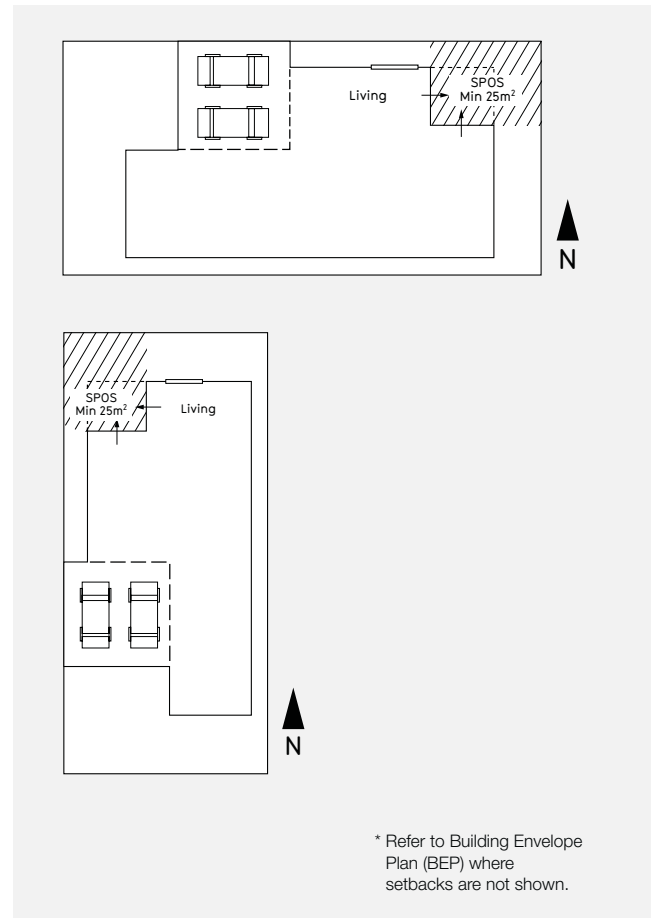 Living
SPOS
Min 25m²
N
SPOS
Min 25m²
Living
N
* Refer to Building Envelope
Plan (BEP) where
setbacks are not shown.